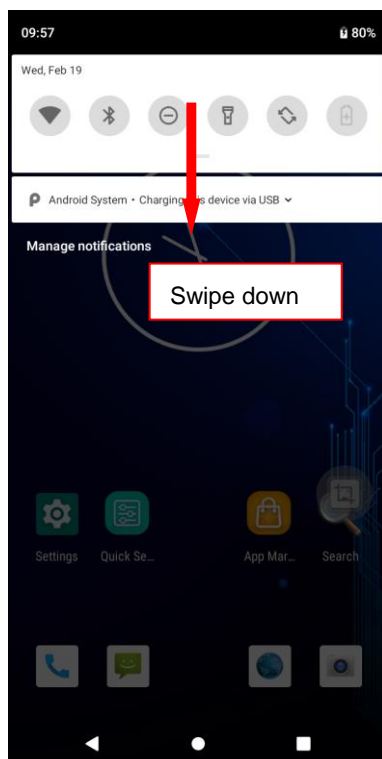 09:57 80%
Wed, Feb 19
Android System • Charging this device via USB
Manage notifications
Swipe down
Settings Quick Se... App Mar... Search